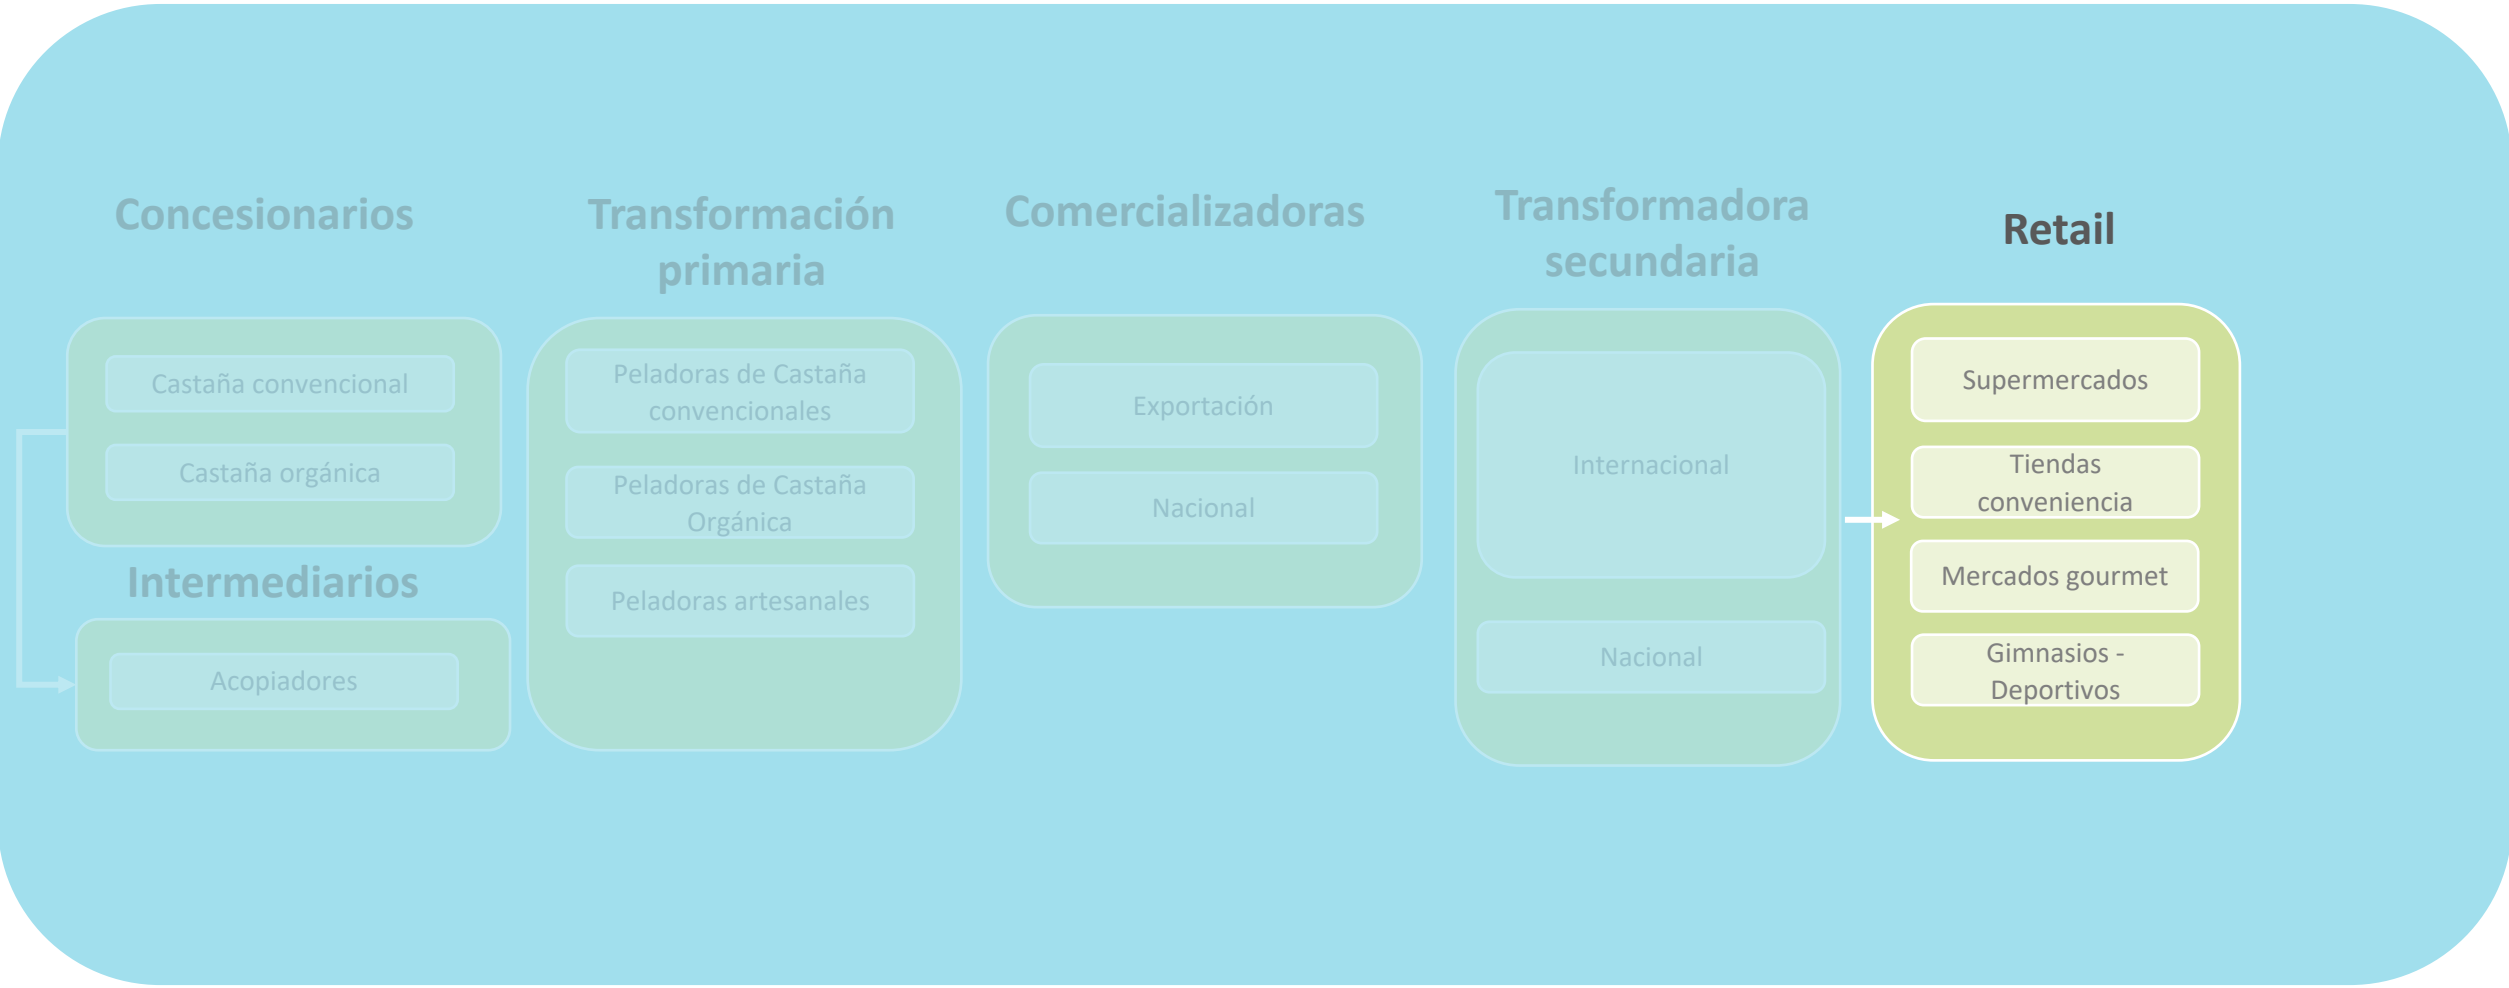 Concesionarios
Castaña convencional
Castaña orgánica
Intermediarios
Acopiadores
Transformación
primaria
Peladoras de Castaña
convencionales
Peladoras de Castaña
Orgánica
Peladoras artesanales
Comercializadoras
Exportación
Nacional
Transformadora
secundaria
Internacional
Nacional
Retail
Supermercados
Tiendas
conveniencia
Mercados gourmet
Gimnasios -
Deportivos